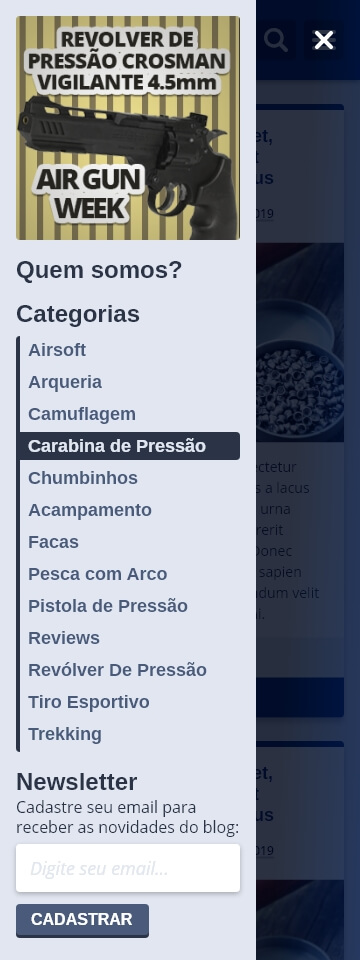 REVOLVER DE
PRESSÃO CROSMAN
VIGILANTE 4.5mm
AIR GUN
WEEK
Quem somos?
Categorias
Airsoft
Arqueria
Camuflagem
Carabina de Pressão
Chumbinhos
Acampamento
Facas
Pesca com Arco
Pistola de Pressão
Reviews
Revólver De Pressão
Tiro Esportivo
Trekking
Newsletter
Cadastre seu email para
receber as novidades do blog:
Digite seu email...
CADASTRAR